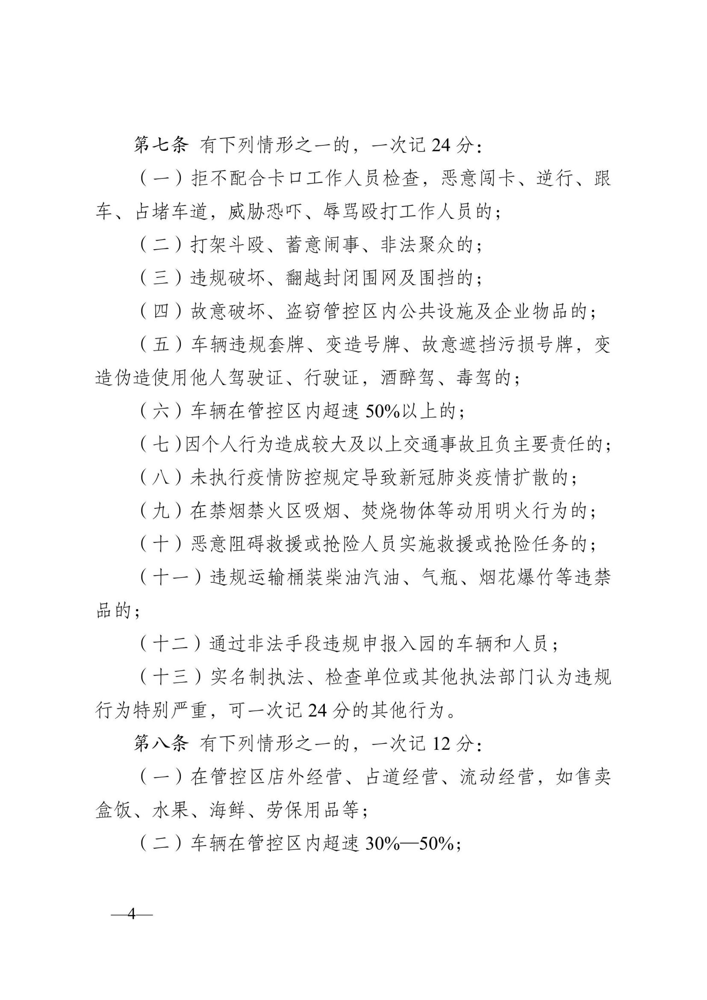 第七条 有下列情形之一的，一次记 24 分：
（一）拒不配合卡口工作人员检查，恶意闯卡、逆行、跟
车、占堵车道，威胁恐吓、辱骂殴打工作人员的；
（二）打架斗殴、蓄意闹事、非法聚众的；
（三）违规破坏、翻越封闭围网及围挡的；
（四）故意破坏、盗窃管控区内公共设施及企业物品的；
（五）车辆违规套牌、变造号牌、故意遮挡污损号牌，变
造伪造使用他人驾驶证、行驶证，酒醉驾、毒驾的；
（六）车辆在管控区内超速 50%以上的；
（七）因个人行为造成较大及以上交通事故且负主要责任的；
（八）未执行疫情防控规定导致新冠肺炎疫情扩散的；
（九）在禁烟禁火区吸烟、焚烧物体等动用明火行为的；
（十）恶意阻碍救援或抢险人员实施救援或抢险任务的；
（十一）违规运输桶装柴油汽油、气瓶、烟花爆竹等违禁
品的；
（十二）通过非法手段违规申报入园的车辆和人员；
（十三）实名制执法、检查单位或其他执法部门认为违规
行为特别严重，可一次记 24 分的其他行为。
第八条 有下列情形之一的，一次记 12 分：
（一）在管控区店外经营、占道经营、流动经营，如售卖
盒饭、水果、海鲜、劳保用品等；
（二）车辆在管控区内超速 30%—50%；
—4—